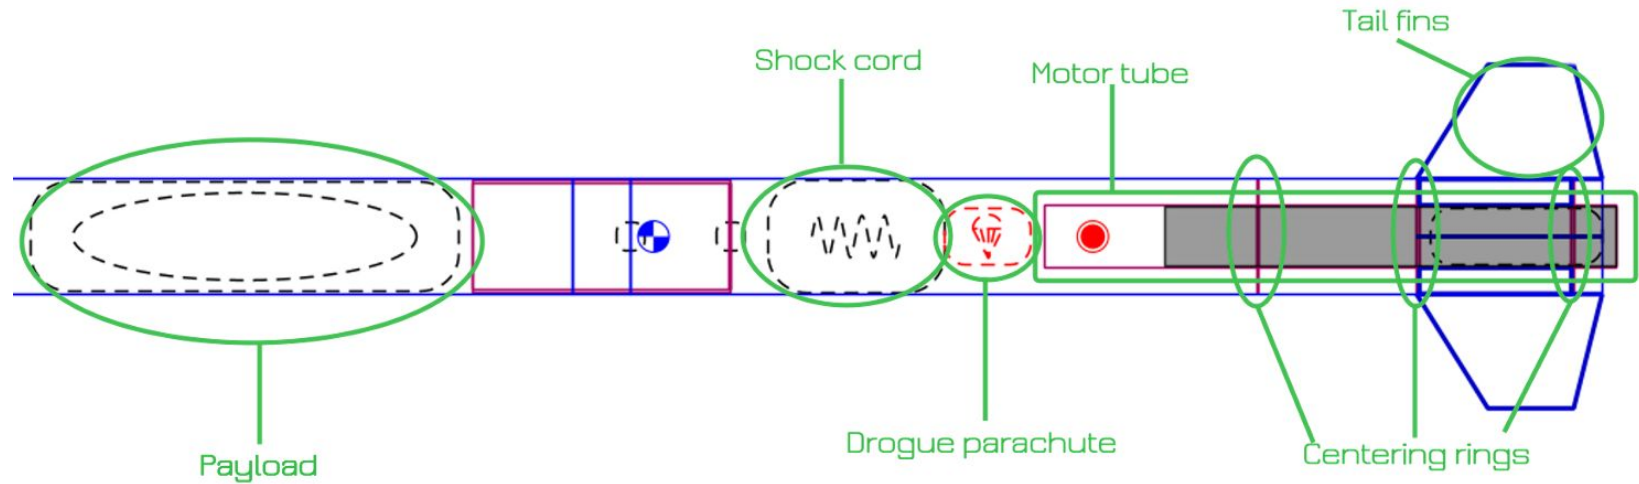 Tail fins
Shock cord
Motor tube
Drogue parachute
Payload
Centering rings